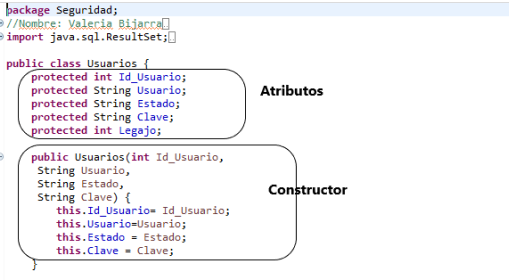 package Seguridad;
//Nombre: Valeria Bijarra
import java.sql.ResultSet;
public class Usuarios {
protected int Id_Usuario;
protected String Usuario;
protected String Estado;
protected String Clave;
protected int Legajo;
Atributos
public Usuarios(int Id_Usuario,
String Usuario,
String Estado,
String Clave) {
this.Id_Usuario= Id_Usuario;
this.Usuario=Usuario;
this.Estado = Estado;
this.Clave = Clave;
}
Constructor